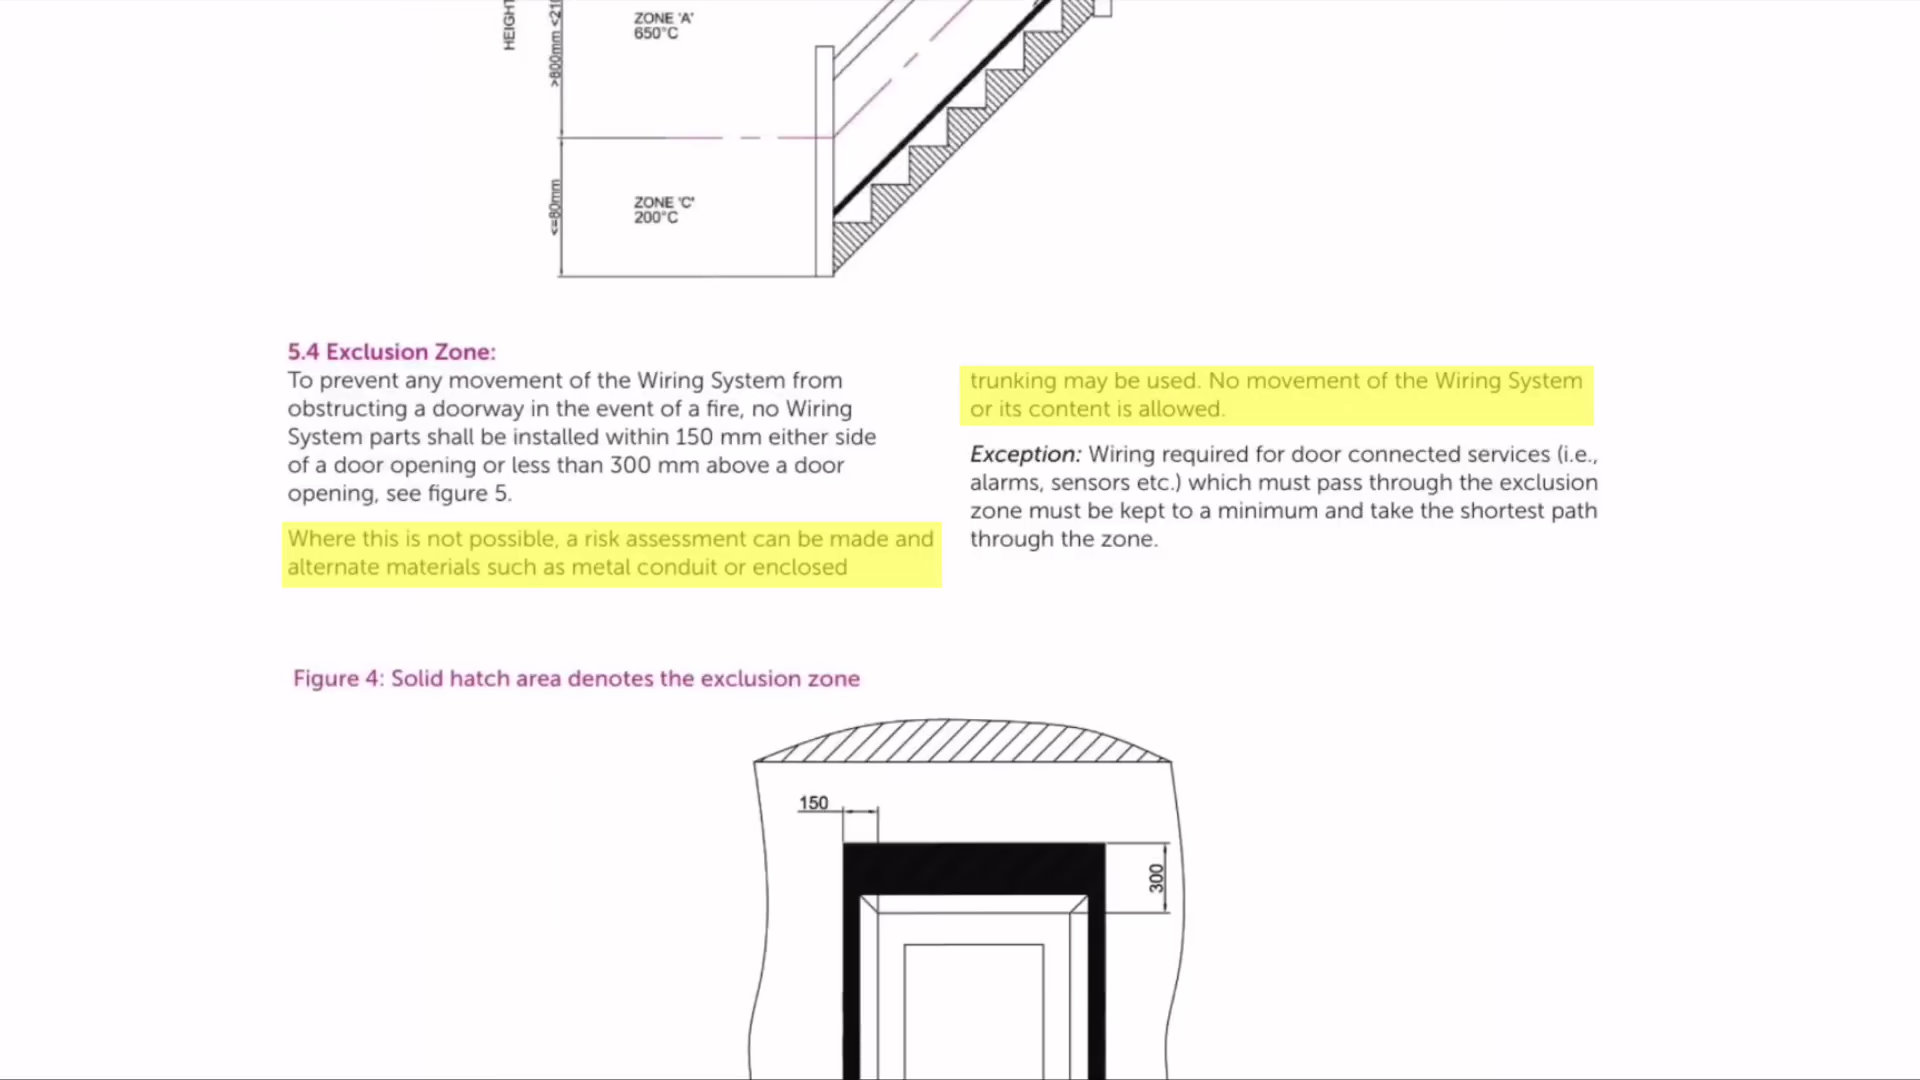 HEIGHT
>800mm <210
ZONE 'A'
650°C
<=80mm
ZONE 'C'
200°C
5.4 Exclusion Zone:
To prevent any movement of the Wiring System from
obstructing a doorway in the event of a fire, no Wiring
System parts shall be installed within 150 mm either side
of a door opening or less than 300 mm above a door
opening, see figure 5.
Where this is not possible, a risk assessment can be made and
alternate materials such as metal conduit or enclosed
trunking may be used. No movement of the Wiring System
or its content is allowed.
Exception: Wiring required for door connected services (i.e.,
alarms, sensors etc.) which must pass through the exclusion
zone must be kept to a minimum and take the shortest path
through the zone.
Figure 4: Solid hatch area denotes the exclusion zone
150
300